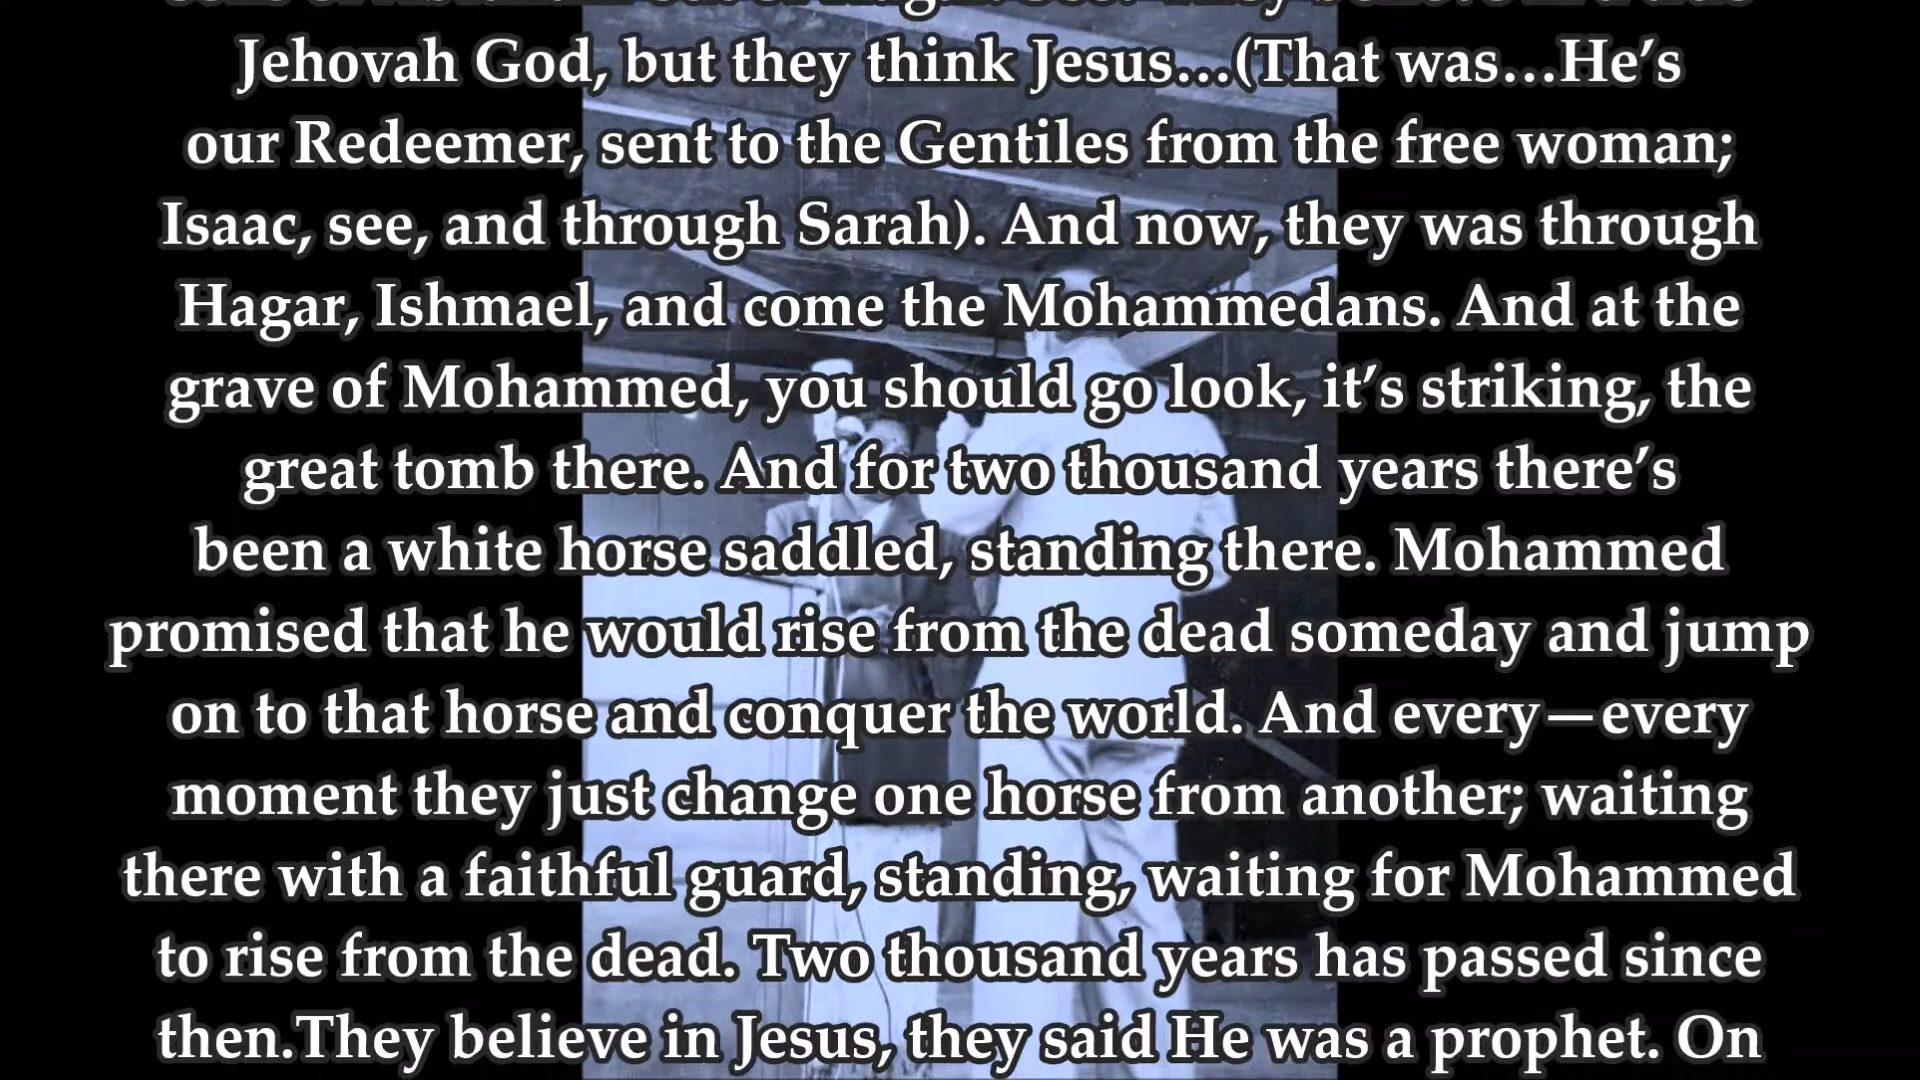 Jehovah God, but they think Jesus…(That was…He’s
our Redeemer, sent to the Gentiles from the free woman;
Isaac, see, and through Sarah). And now, they was through
Hagar, Ishmael, and come the Mohammedans. And at the
grave of Mohammed, you should go look, it’s striking, the
great tomb there. And for two thousand years there’s
been a white horse saddled, standing there. Mohammed
promised that he would rise from the dead someday and jump
on to that horse and conquer the world. And every—every
moment they just change one horse from another; waiting
there with a faithful guard, standing, waiting for Mohammed
to rise from the dead. Two thousand years has passed since
then.They believe in Jesus, they said He was a prophet. On